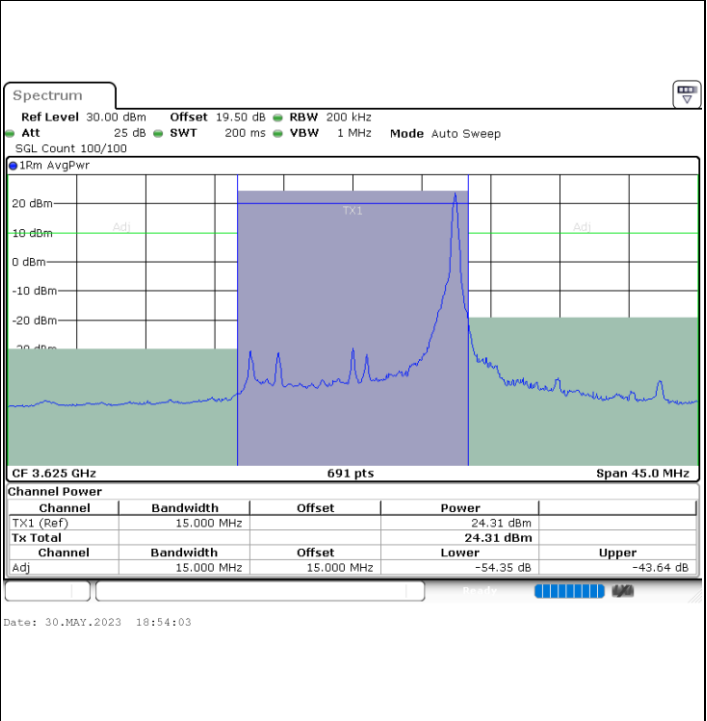 Spectrum
Ref Level 30.00 dBm Offset 19.50 dB RBW 200 kHz
Att 25 dB SWT 200 ms VBW 1 MHz Mode Auto Sweep
SGL Count 100/100
1Rm AvgPwr
20 dBm
TX1
Adj
Adj
10 dBm
0 dBm
-10 dBm
-20 dBm
-30 dBm
CF 3.625 GHz 691 pts Span 45.0 MHz
Channel Power
Channel Bandwidth Offset Power
TX1 (Ref) 15.000 MHz 24.31 dBm
Tx Total 24.31 dBm
Channel Bandwidth Offset Lower Upper
Adj 15.000 MHz 15.000 MHz -54.35 dB -43.64 dB
Ready
Date: 30.MAY.2023 18:54:03